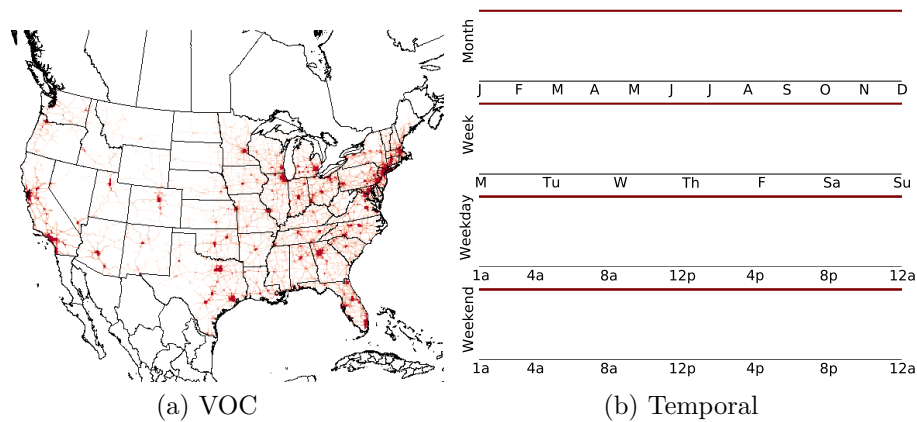 Month
J F M A M J J A S O N D
Week
M Tu W Th F Sa Su
Weekday
1a 4a 8a 12p 4p 8p 12a
Weekend
1a 4a 8a 12p 4p 8p 12a
(a) VOC
(b) Temporal